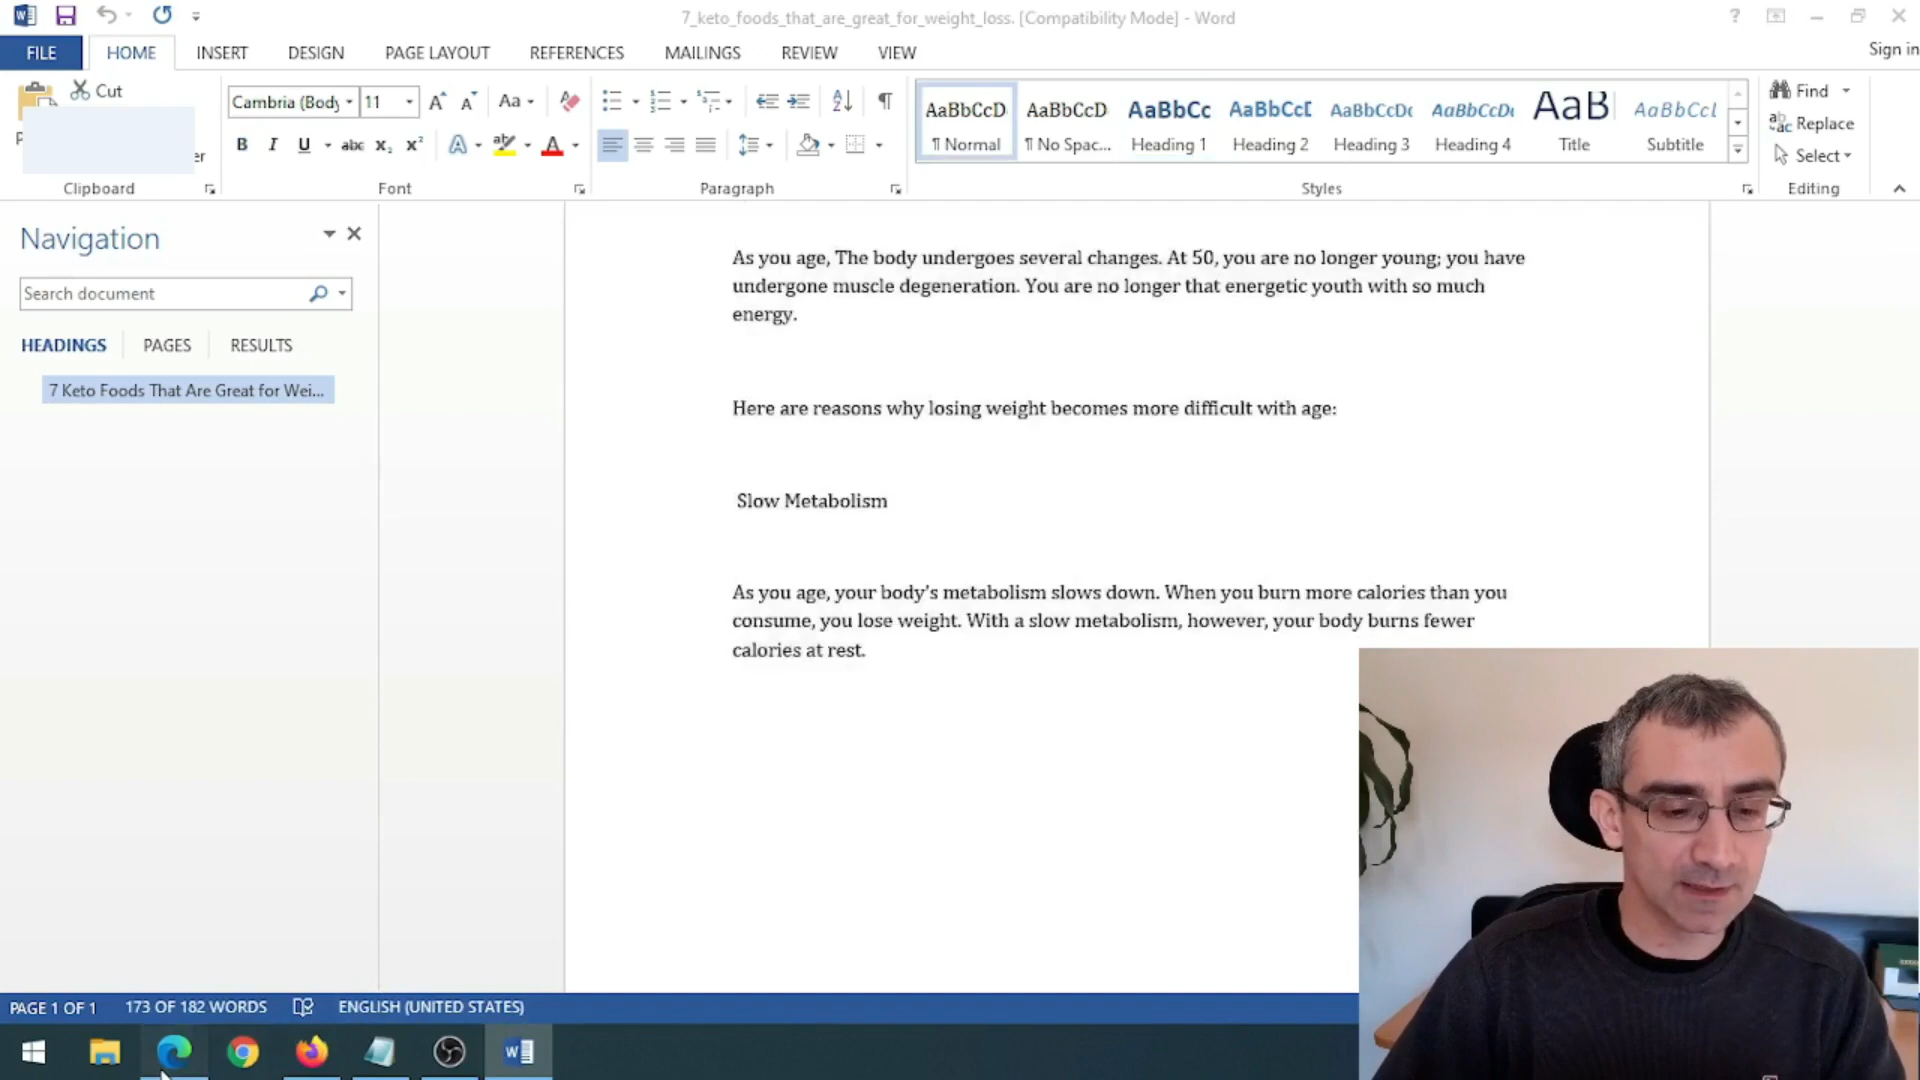 7_keto_foods_that_are_great_for_weight_loss. [Compatibility Mode] - Word
?
FILE HOME INSERT DESIGN PAGE LAYOUT REFERENCES MAILINGS REVIEW VIEW
Sign in
Cut
Cambria (Body 11
Aa
AaBbCcD AaBbCcD AaBbCc AaBbCcD AaBbCcDc AaBbCcDc AaB AaBbCcL
¶ Normal ¶ No Spac... Heading 1 Heading 2 Heading 3 Heading 4 Title Subtitle
Find
Replace
Select
Clipboard Font Paragraph Styles Editing
Navigation
Search document
HEADINGS PAGES RESULTS
7 Keto Foods That Are Great for Wei...
As you age, The body undergoes several changes. At 50, you are no longer young; you have
undergone muscle degeneration. You are no longer that energetic youth with so much
energy.
Here are reasons why losing weight becomes more difficult with age:
Slow Metabolism
As you age, your body's metabolism slows down. When you burn more calories than you
consume, you lose weight. With a slow metabolism, however, your body burns fewer
calories at rest.
PAGE 1 OF 1 173 OF 182 WORDS ENGLISH (UNITED STATES)